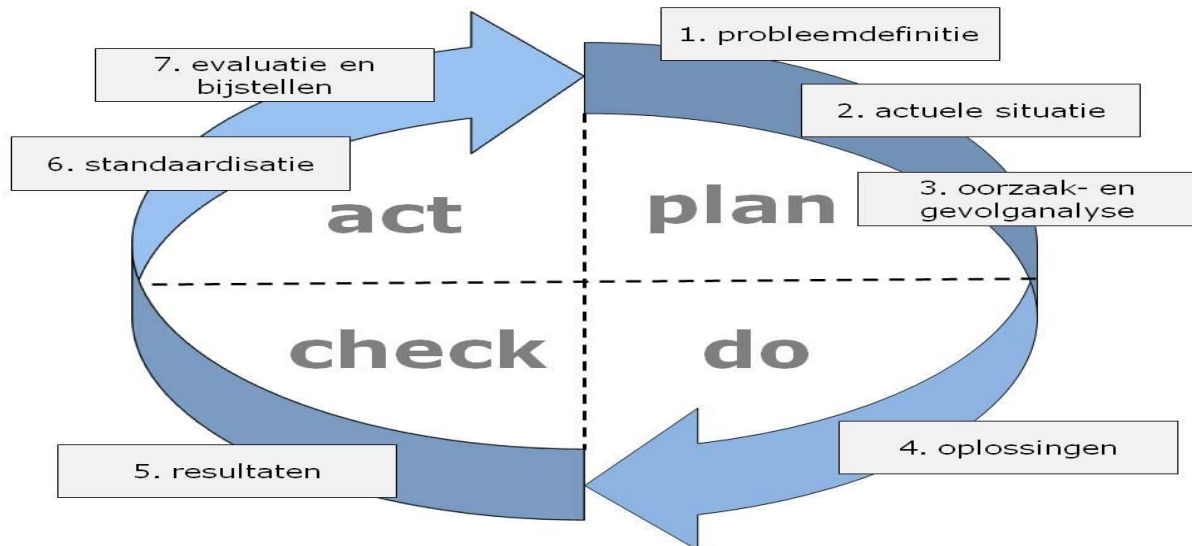 1. probleemdefinitie
7. evaluatie en
bijstellen
2. actuele situatie
6. standaardisatie
3. oorzaak- en
gevolganalyse
act
plan
check
do
4. oplossingen
5. resultaten